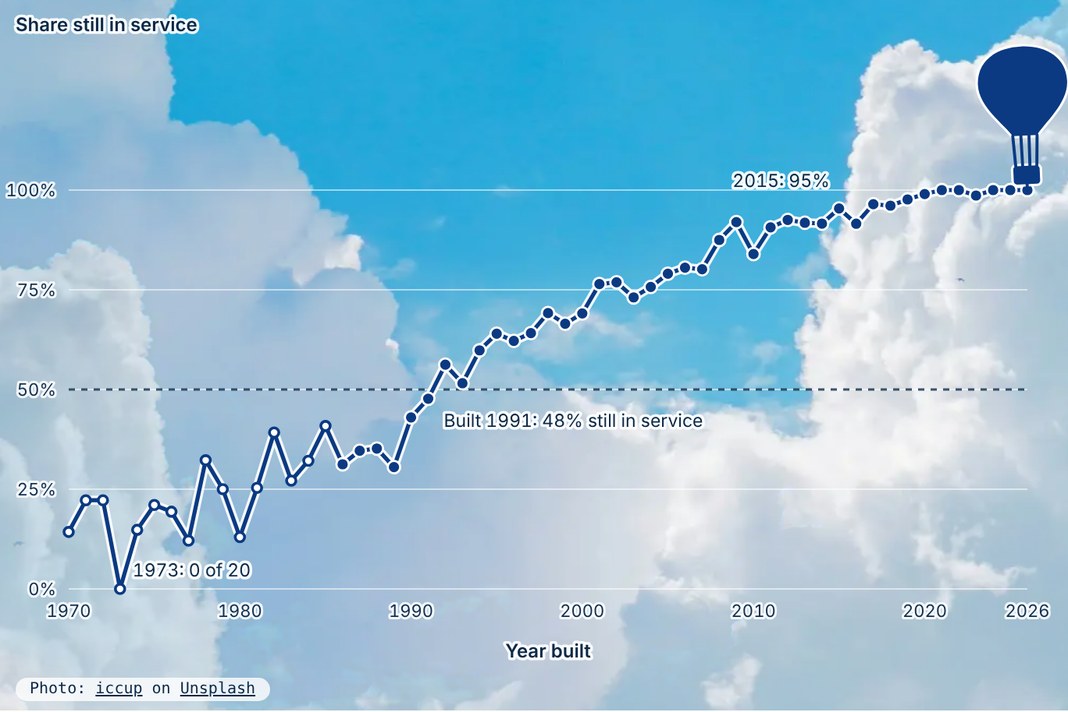 Share still in service
2015: 95%
100%
75%
50%
Built 1991: 48% still in service
25%
1973: 0 of 20
0%
1970 1980 1990 2000 2010 2020 2026
Year built
Photo: iccup on Unsplash